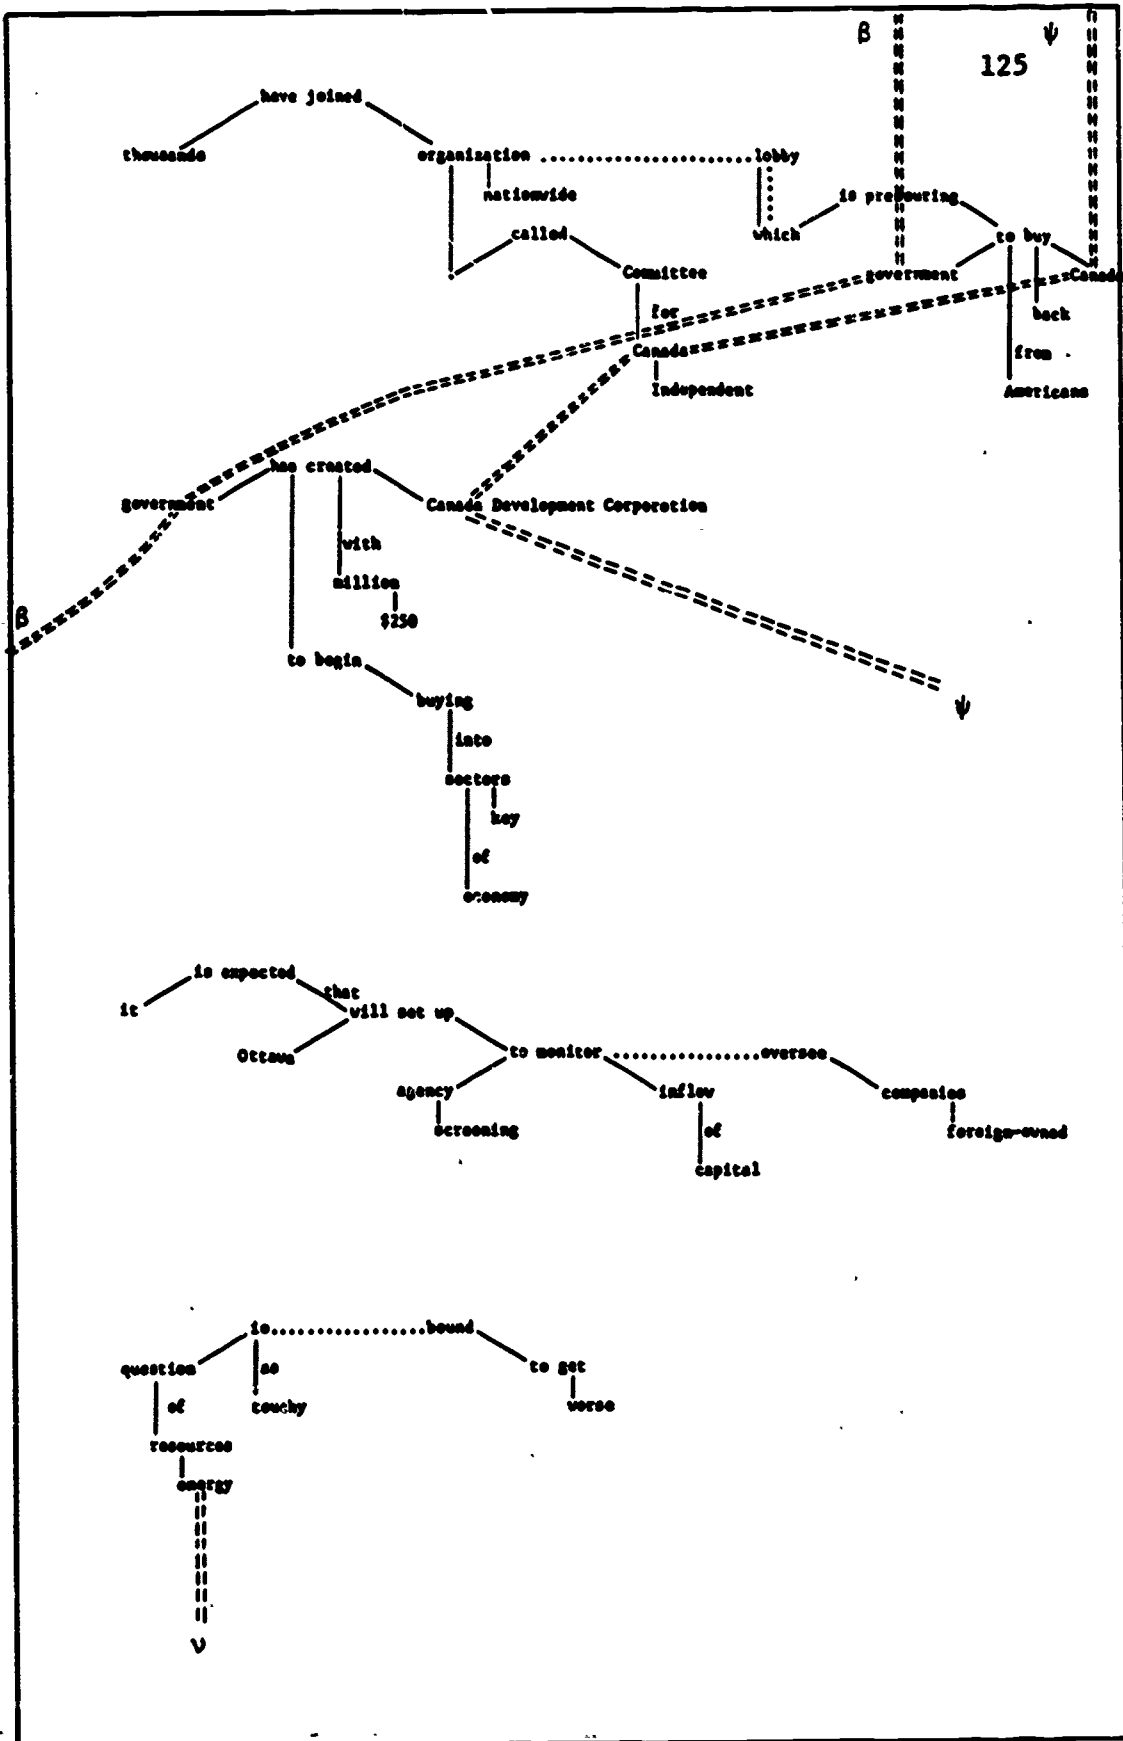 β ψ
125
have joined
thousands organization lobby
nationwide is pressuring
called which to buy
Committee government Canada
for back
Canada from
Independent Americans
has created
government Canada Development Corporation
with
million
β $250
to begin
buying ψ
into
sectors
key
of
economy
is expected
that
it will set up
Ottawa to monitor oversee
agency inflow companies
screening of foreign-owned
capital
is bound
question so to get
of touchy worse
resources
energy
ν